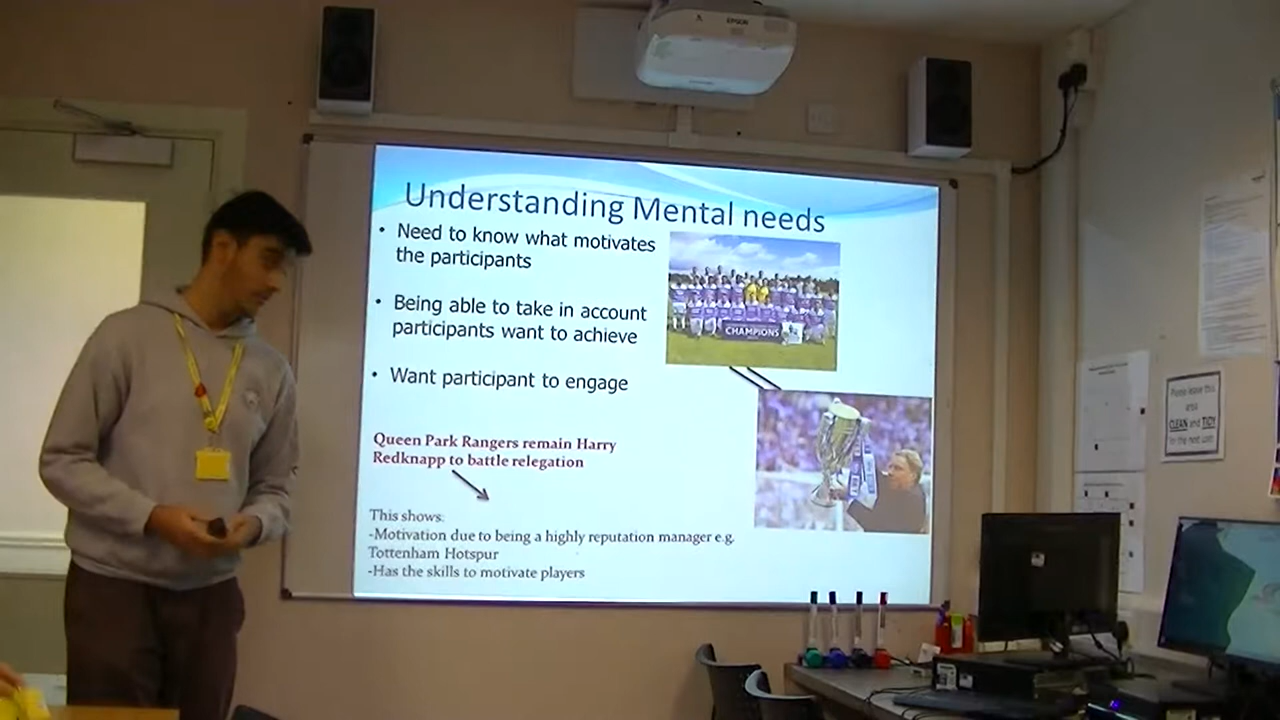 EPSON
Understanding Mental needs
• Need to know what motivates
the participants
• Being able to take in account
participants want to achieve
• Want participant to engage
CHAMPIONS
Queen Park Rangers remain Harry
Redknapp to battle relegation
This shows:
-Motivation due to being a highly reputation manager e.g.
Tottenham Hotspur
-Has the skills to motivate players
Please leave this
area
CLEAN and TIDY
for the next user